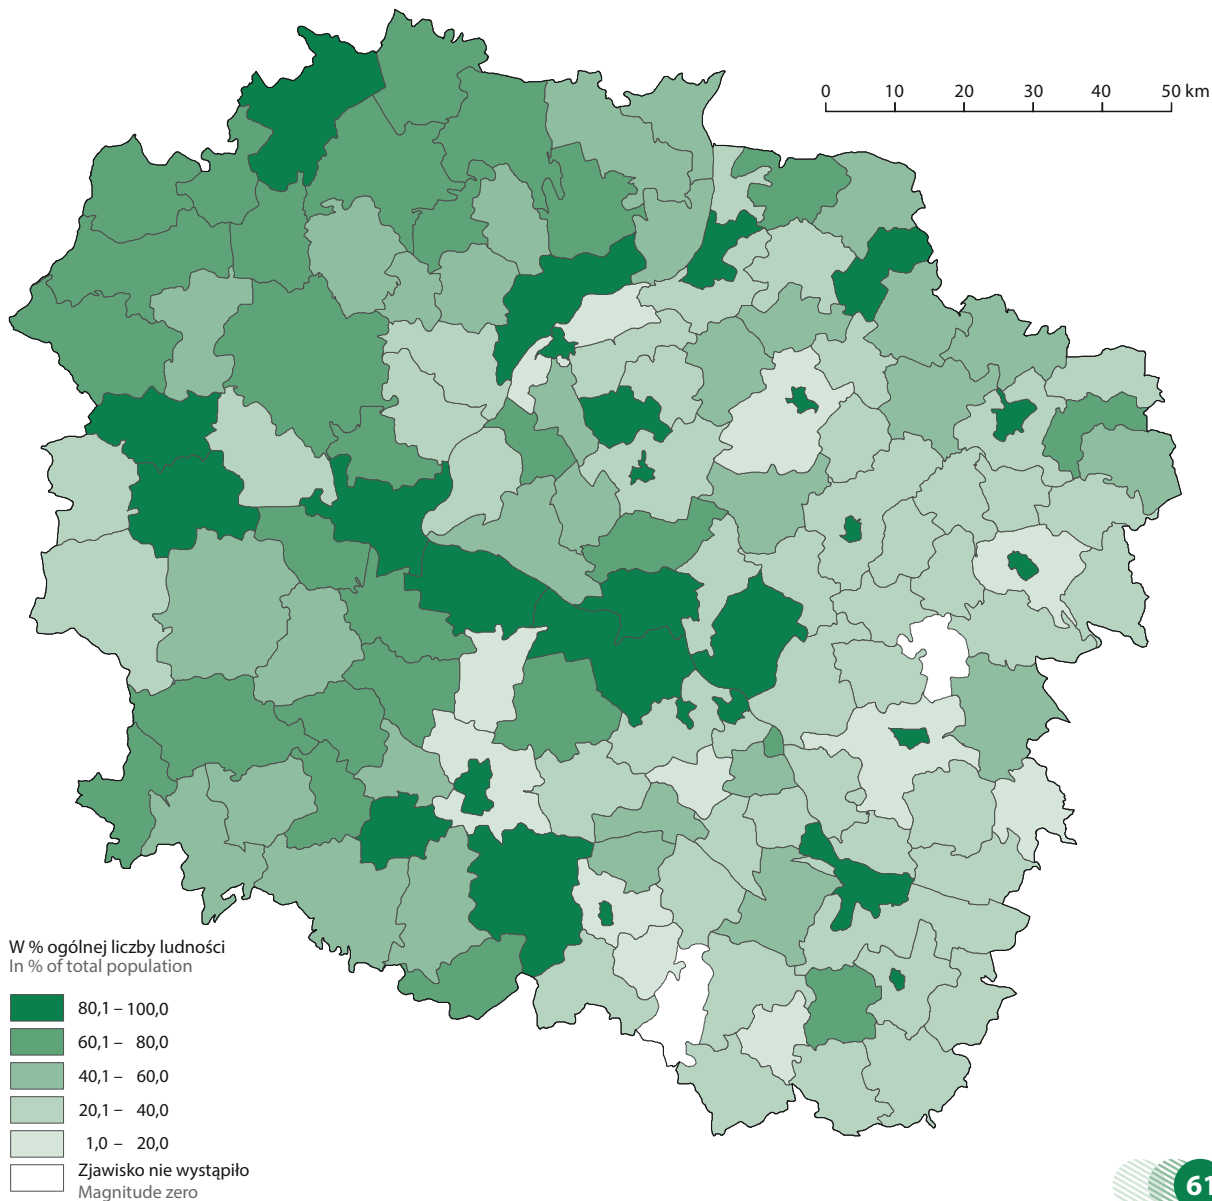 0 10 20 30 40 50 km
W % ogólnej liczby ludności
In % of total population
80,1 – 100,0
60,1 – 80,0
40,1 – 60,0
20,1 – 40,0
1,0 – 20,0
Zjawisko nie wystąpiło
Magnitude zero
61